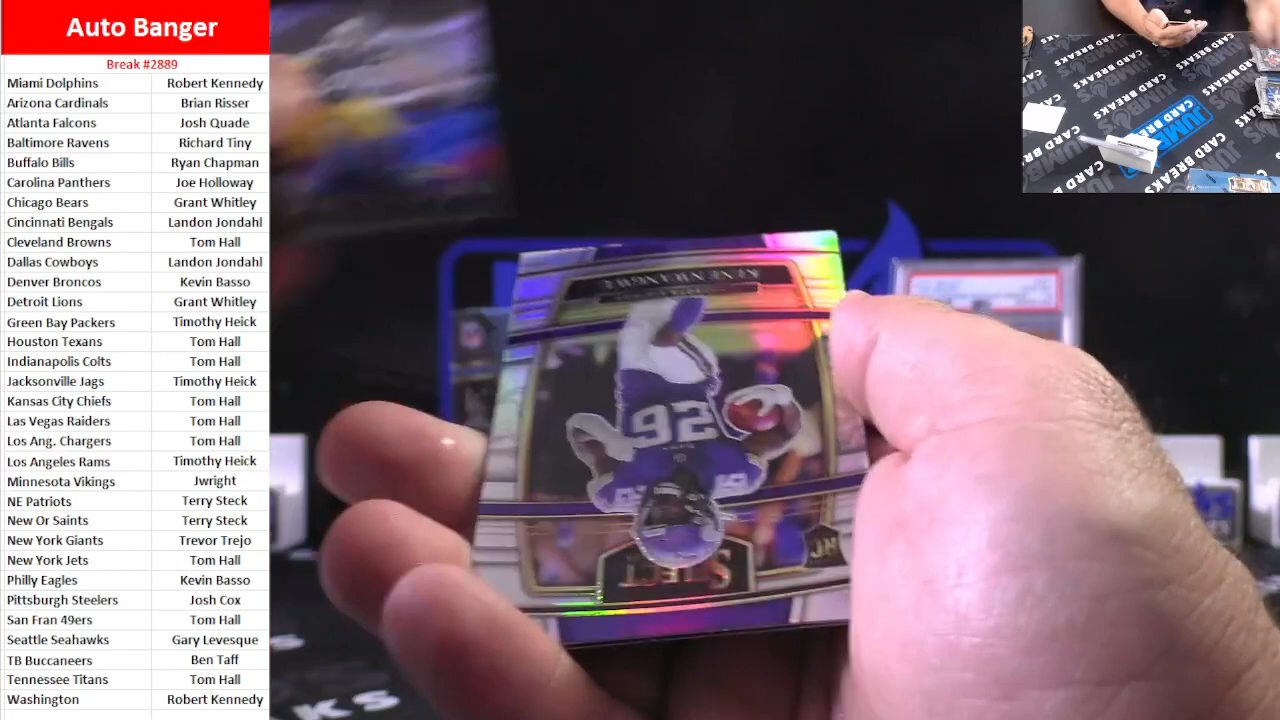 Auto Banger
Break #2889
Miami Dolphins Robert Kennedy
Arizona Cardinals Brian Risser
Atlanta Falcons Josh Quade
Baltimore Ravens Richard Tiny
Buffalo Bills Ryan Chapman
Carolina Panthers Joe Holloway
Chicago Bears Grant Whitley
Cincinnati Bengals Landon Jondahl
Cleveland Browns Tom Hall
Dallas Cowboys Landon Jondahl
Denver Broncos Kevin Basso
Detroit Lions Grant Whitley
Green Bay Packers Timothy Heick
Houston Texans Tom Hall
Indianapolis Colts Tom Hall
Jacksonville Jags Timothy Heick
Kansas City Chiefs Tom Hall
Las Vegas Raiders Tom Hall
Los Ang. Chargers Tom Hall
Los Angeles Rams Timothy Heick
Minnesota Vikings Jwright
NE Patriots Terry Steck
New Or Saints Terry Steck
New York Giants Trevor Trejo
New York Jets Tom Hall
Philly Eagles Kevin Basso
Pittsburgh Steelers Josh Cox
San Fran 49ers Tom Hall
Seattle Seahawks Gary Levesque
TB Buccaneers Ben Taff
Tennessee Titans Tom Hall
Washington Robert Kennedy
26
SELECT
CARD BREAKS
JUMBO'S
CARD BREAKS